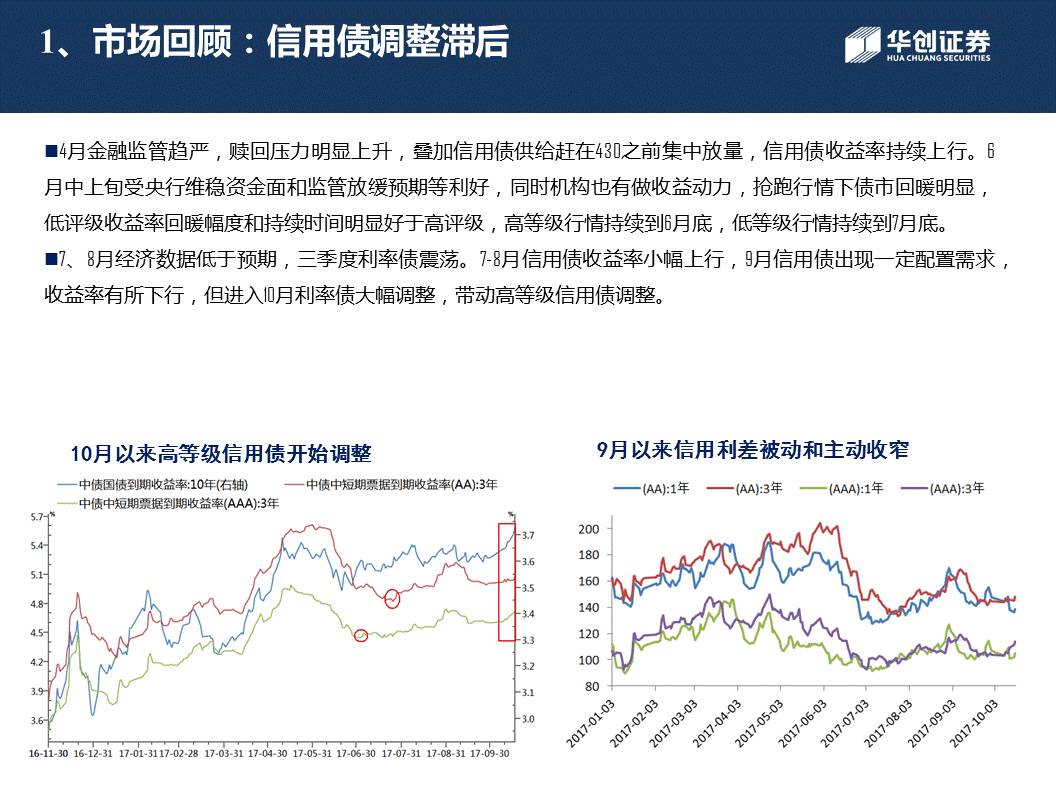 1、市场回顾：信用债调整滞后
华创证券
HUA CHUANG SECURITIES
■4月金融监管趋严，赎回压力明显上升，叠加信用债供给赶在430之前集中放量，信用债收益率持续上行。6
月中上旬受央行维稳资金面和监管放缓预期等利好，同时机构也有做收益动力，抢跑行情下债市回暖明显，
低评级收益率回暖幅度和持续时间明显好于高评级，高等级行情持续到6月底，低等级行情持续到7月底。
■7、8月经济数据低于预期，三季度利率债震荡。7-8月信用债收益率小幅上行，9月信用债出现一定配置需求，
收益率有所下行，但进入10月利率债大幅调整，带动高等级信用债调整。
10月以来高等级信用债开始调整
中债国债到期收益率:10年(右轴) 中债中短期票据到期收益率(AA):3年
中债中短期票据到期收益率(AAA):3年
% %
5.7
5.4
5.1
4.8
4.5
4.2
3.9
3.6
3.7
3.6
3.5
3.4
3.3
3.2
3.1
3.0
16-11-30 16-12-31 17-01-31 17-02-28 17-03-31 17-04-30 17-05-31 17-06-30 17-07-31 17-08-31 17-09-30
9月以来信用利差被动和主动收窄
(AA):1年 (AA):3年 (AAA):1年 (AAA):3年
200
180
160
140
120
100
80
2017-01-03
2017-02-03
2017-03-03
2017-04-03
2017-05-03
2017-06-03
2017-07-03
2017-08-03
2017-09-03
2017-10-03